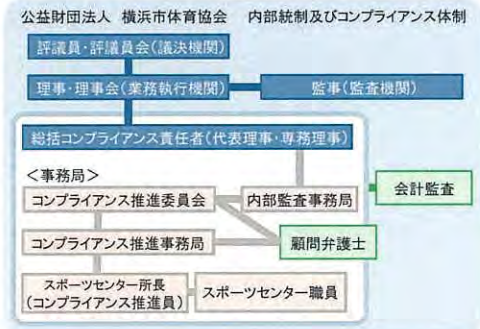 公益財団法人 横浜市体育協会 内部統制及びコンプライアンス体制
評議員・評議員会(議決機関)
理事・理事会(業務執行機関)
監事(監査機関)
総括コンプライアンス責任者(代表理事・専務理事)
＜事務局＞
コンプライアンス推進委員会
内部監査事務局
会計監査
コンプライアンス推進事務局
顧問弁護士
スポーツセンター所長
(コンプライアンス推進員)
スポーツセンター職員